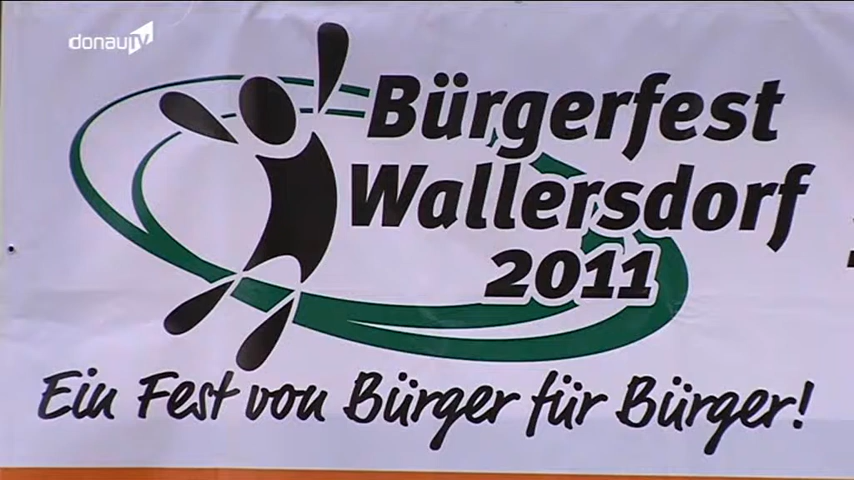 donauTV
Bürgerfest
Wallersdorf
2011
Ein Fest von Bürger für Bürger!